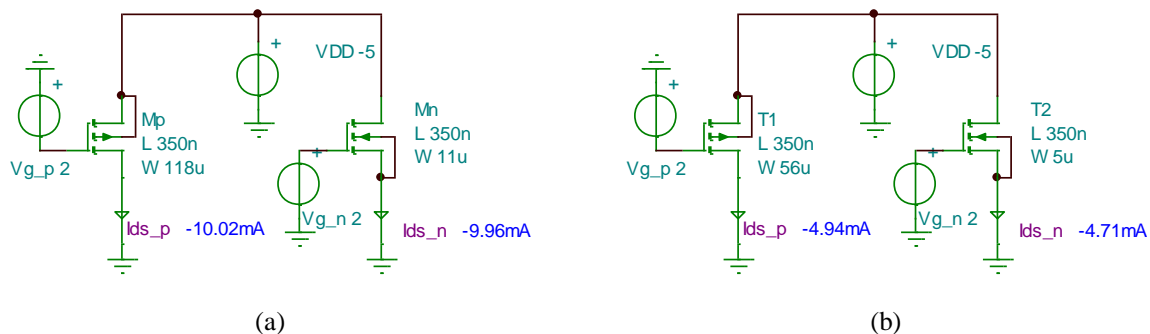 +
VDD -5
+
Mp
L 350n
W 118u
Vg_p 2
Mn
L 350n
W 11u
+
Vg_n 2
Ids_p -10.02mA
Ids_n -9.96mA
(a)
+
VDD -5
+
T1
L 350n
W 56u
Vg_p 2
T2
L 350n
W 5u
+
Vg_n 2
Ids_p -4.94mA
Ids_n -4.71mA
(b)